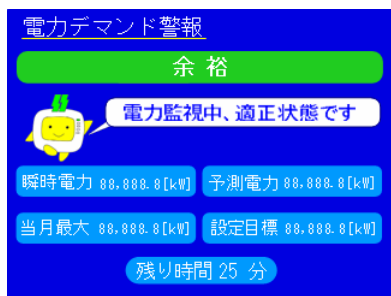 電力デマンド警報
余裕
電力監視中、適正状態です
瞬時電力 88,888.8[kW] 予測電力 88,888.8[kW]
当月最大 88,888.8[kW] 設定目標 88,888.8[kW]
残り時間 25 分